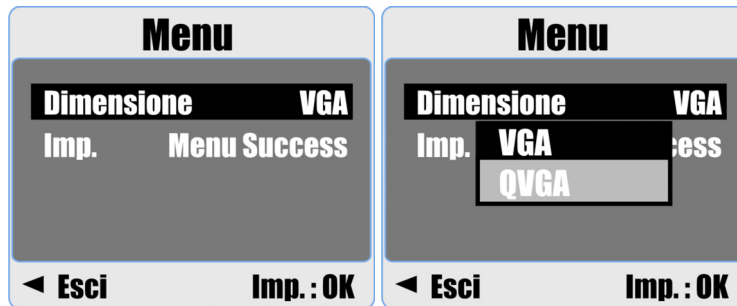 Menu
Dimensione VGA
Imp. Menu Success
◄ Esci Imp. : OK
Menu
Dimensione VGA
Imp. cess
VGA
QVGA
◄ Esci Imp. : OK